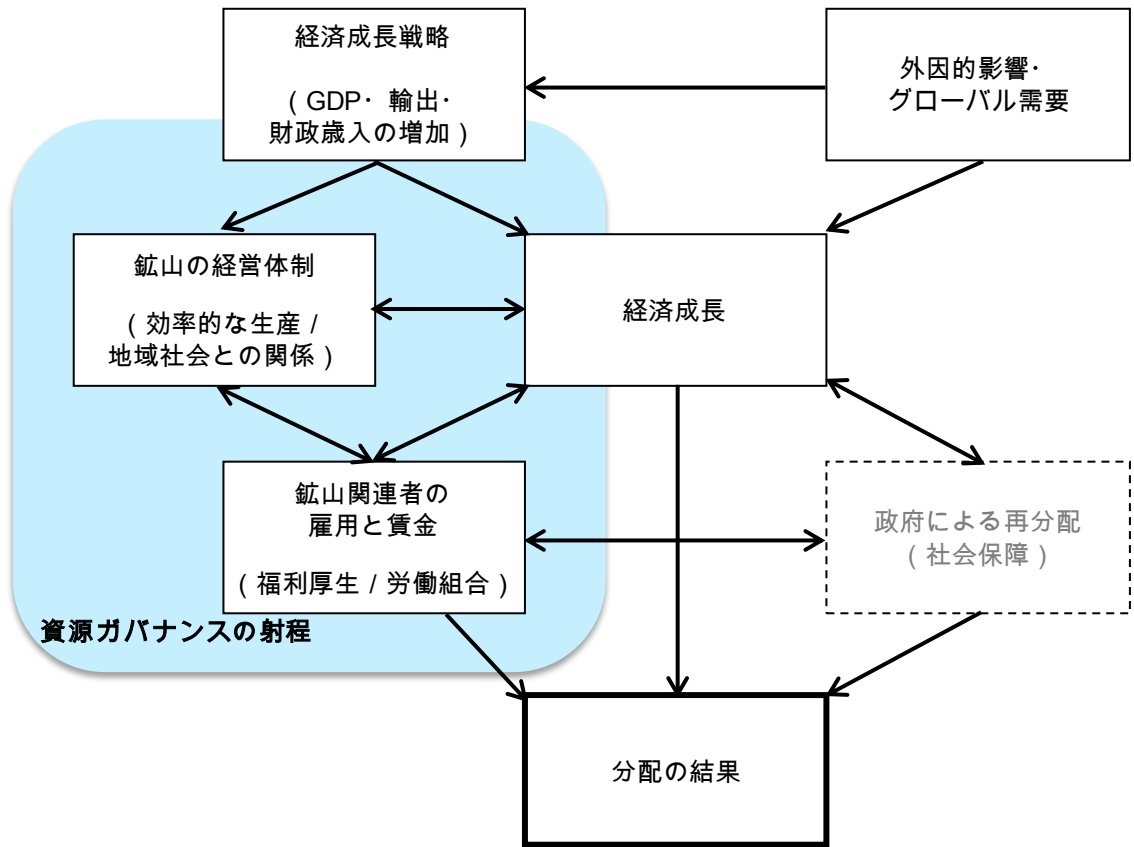 経済成長戦略
( GDP・ 輸出・
財政歳入の増加 )
外因的影響・
グローバル需要
鉱山の経営体制
( 効率的な生産 /
地域社会との関係 )
経済成長
鉱山関連者の
雇用と賃金
( 福利厚生 / 労働組合 )
政府による再分配
( 社会保障 )
資源ガバナンスの射程
分配の結果